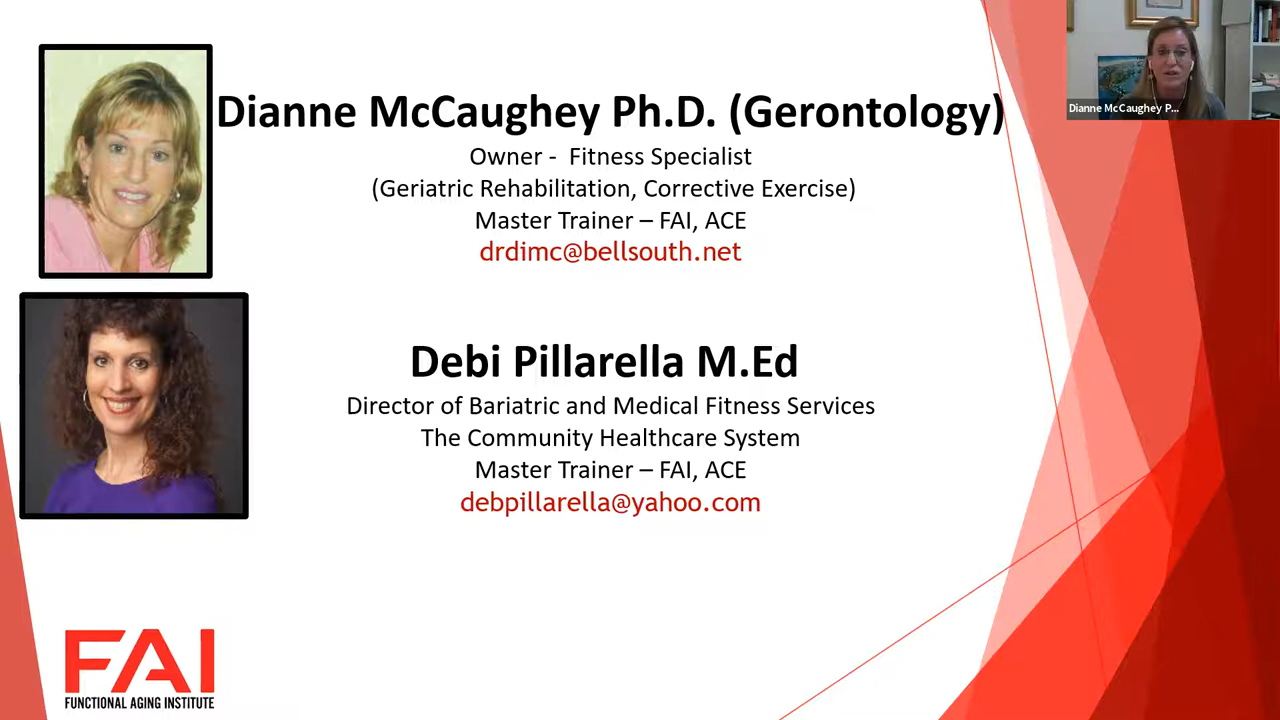 Dianne McCaughey Ph.D. (Gerontology)
Owner - Fitness Specialist
(Geriatric Rehabilitation, Corrective Exercise)
Master Trainer – FAI, ACE
drdimc@bellsouth.net
Dianne McCaughey P...
Debi Pillarella M.Ed
Director of Bariatric and Medical Fitness Services
The Community Healthcare System
Master Trainer – FAI, ACE
debpillarella@yahoo.com
FAI
FUNCTIONAL AGING INSTITUTE